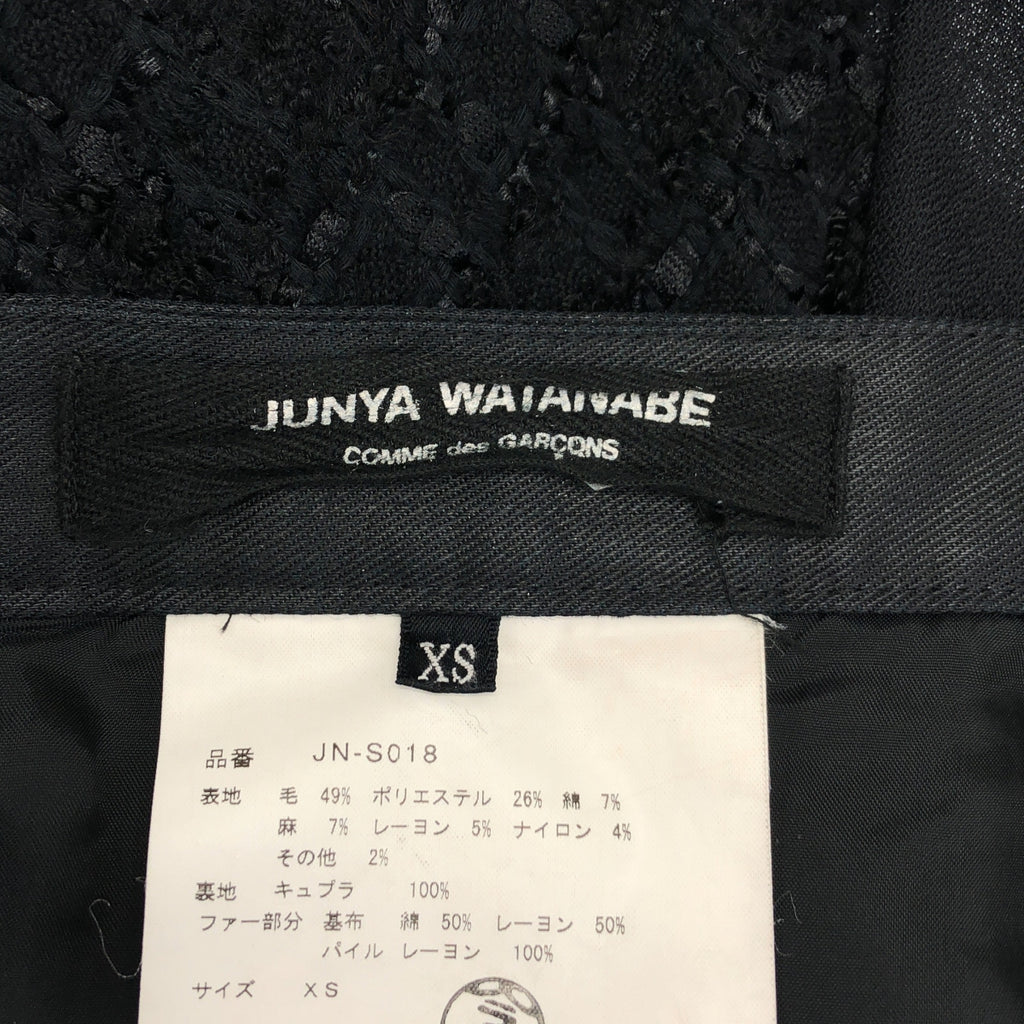 JUNYA WATANABE
COMME des GARÇONS
XS
品番 JN-S018
表地 毛 49% ポリエステル 26% 綿 7%
麻 7% レーヨン 5% ナイロン 4%
その他 2%
裏地 キュプラ 100%
ファー部分 基布 綿 50% レーヨン 50%
パイル レーヨン 100%
サイズ XS